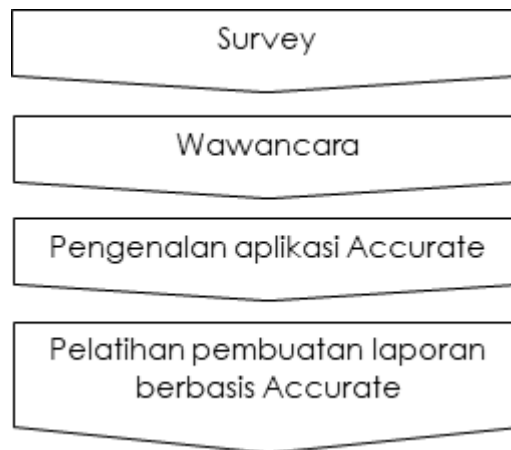 Survey
Wawancara
Pengenalan aplikasi Accurate
Pelatihan pembuatan laporan
berbasis Accurate